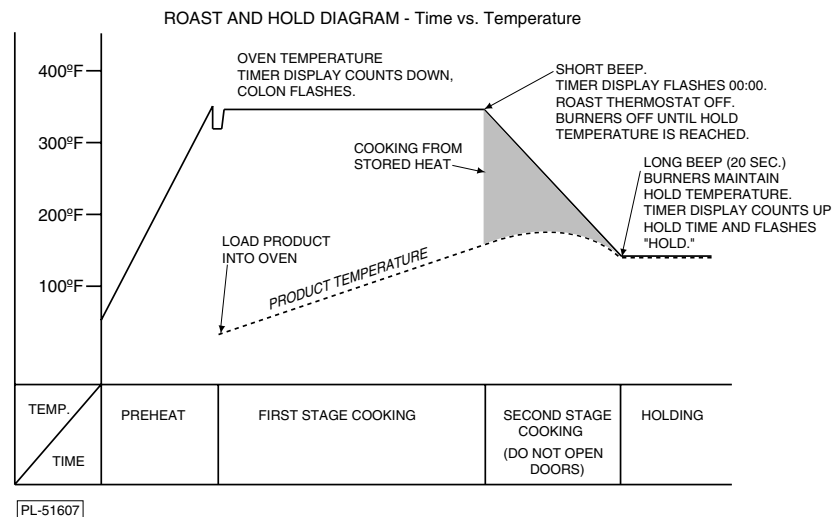 ROAST AND HOLD DIAGRAM - Time vs. Temperature
400ºF
300ºF
200ºF
100ºF
OVEN TEMPERATURE
TIMER DISPLAY COUNTS DOWN,
COLON FLASHES.
SHORT BEEP.
TIMER DISPLAY FLASHES 00:00.
ROAST THERMOSTAT OFF.
BURNERS OFF UNTIL HOLD
TEMPERATURE IS REACHED.
COOKING FROM
STORED HEAT
LONG BEEP (20 SEC.)
BURNERS MAINTAIN
HOLD TEMPERATURE.
TIMER DISPLAY COUNTS UP
HOLD TIME AND FLASHES
"HOLD."
LOAD PRODUCT
INTO OVEN
PRODUCT TEMPERATURE
TEMP.
TIME
PREHEAT
FIRST STAGE COOKING
SECOND STAGE
COOKING
(DO NOT OPEN
DOORS)
HOLDING
PL-51607